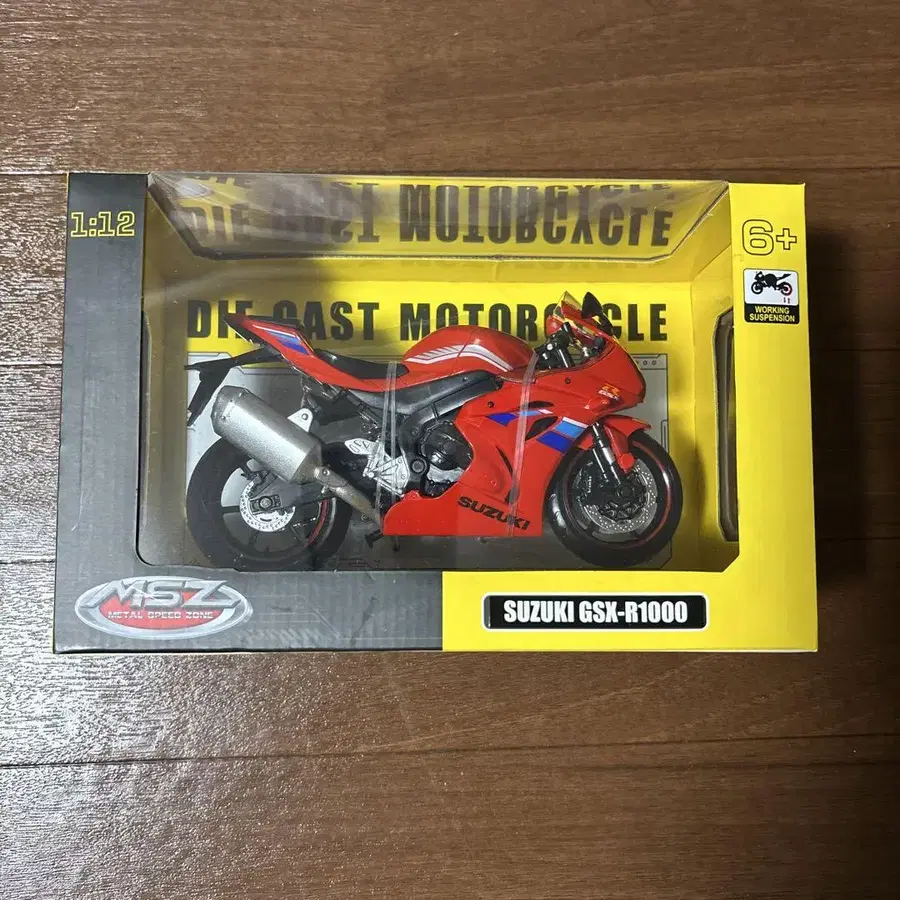 1:12
DIE CAST MOTORCYCLE
DIE CAST MOTORCYCLE
6+
WORKING
SUSPENSION
SUZUKI
MSZ
METAL SPEED ZONE
SUZUKI GSX-R1000